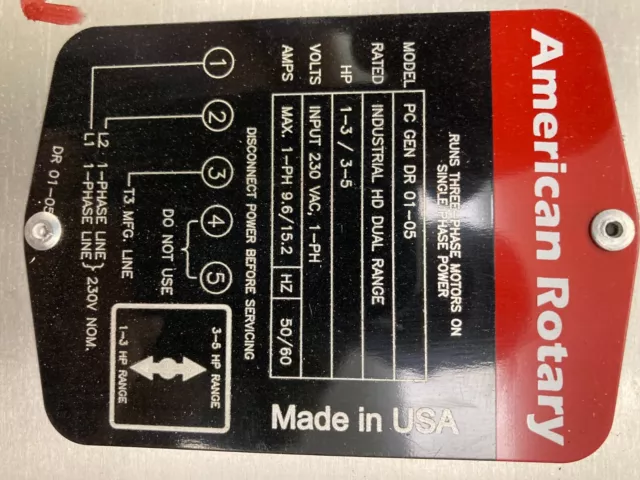 American Rotary
RUNS THREE-PHASE MOTORS ON
SINGLE PHASE POWER
MODEL PC GEN DR 01-05
RATED INDUSTRIAL HD DUAL RANGE
HP 1-3 / 3-5
VOLTS INPUT 230 VAC, 1-PH
AMPS MAX. 1-PH 9.6/15.2 HZ 50/60
Made in USA
DISCONNECT POWER BEFORE SERVICING
1 2 3 4 5
DO NOT USE
T3 MFG. LINE
L2 1-PHASE LINE
L1 1-PHASE LINE } 230V NOM.
3-5 HP RANGE
1-3 HP RANGE
DR 01-05